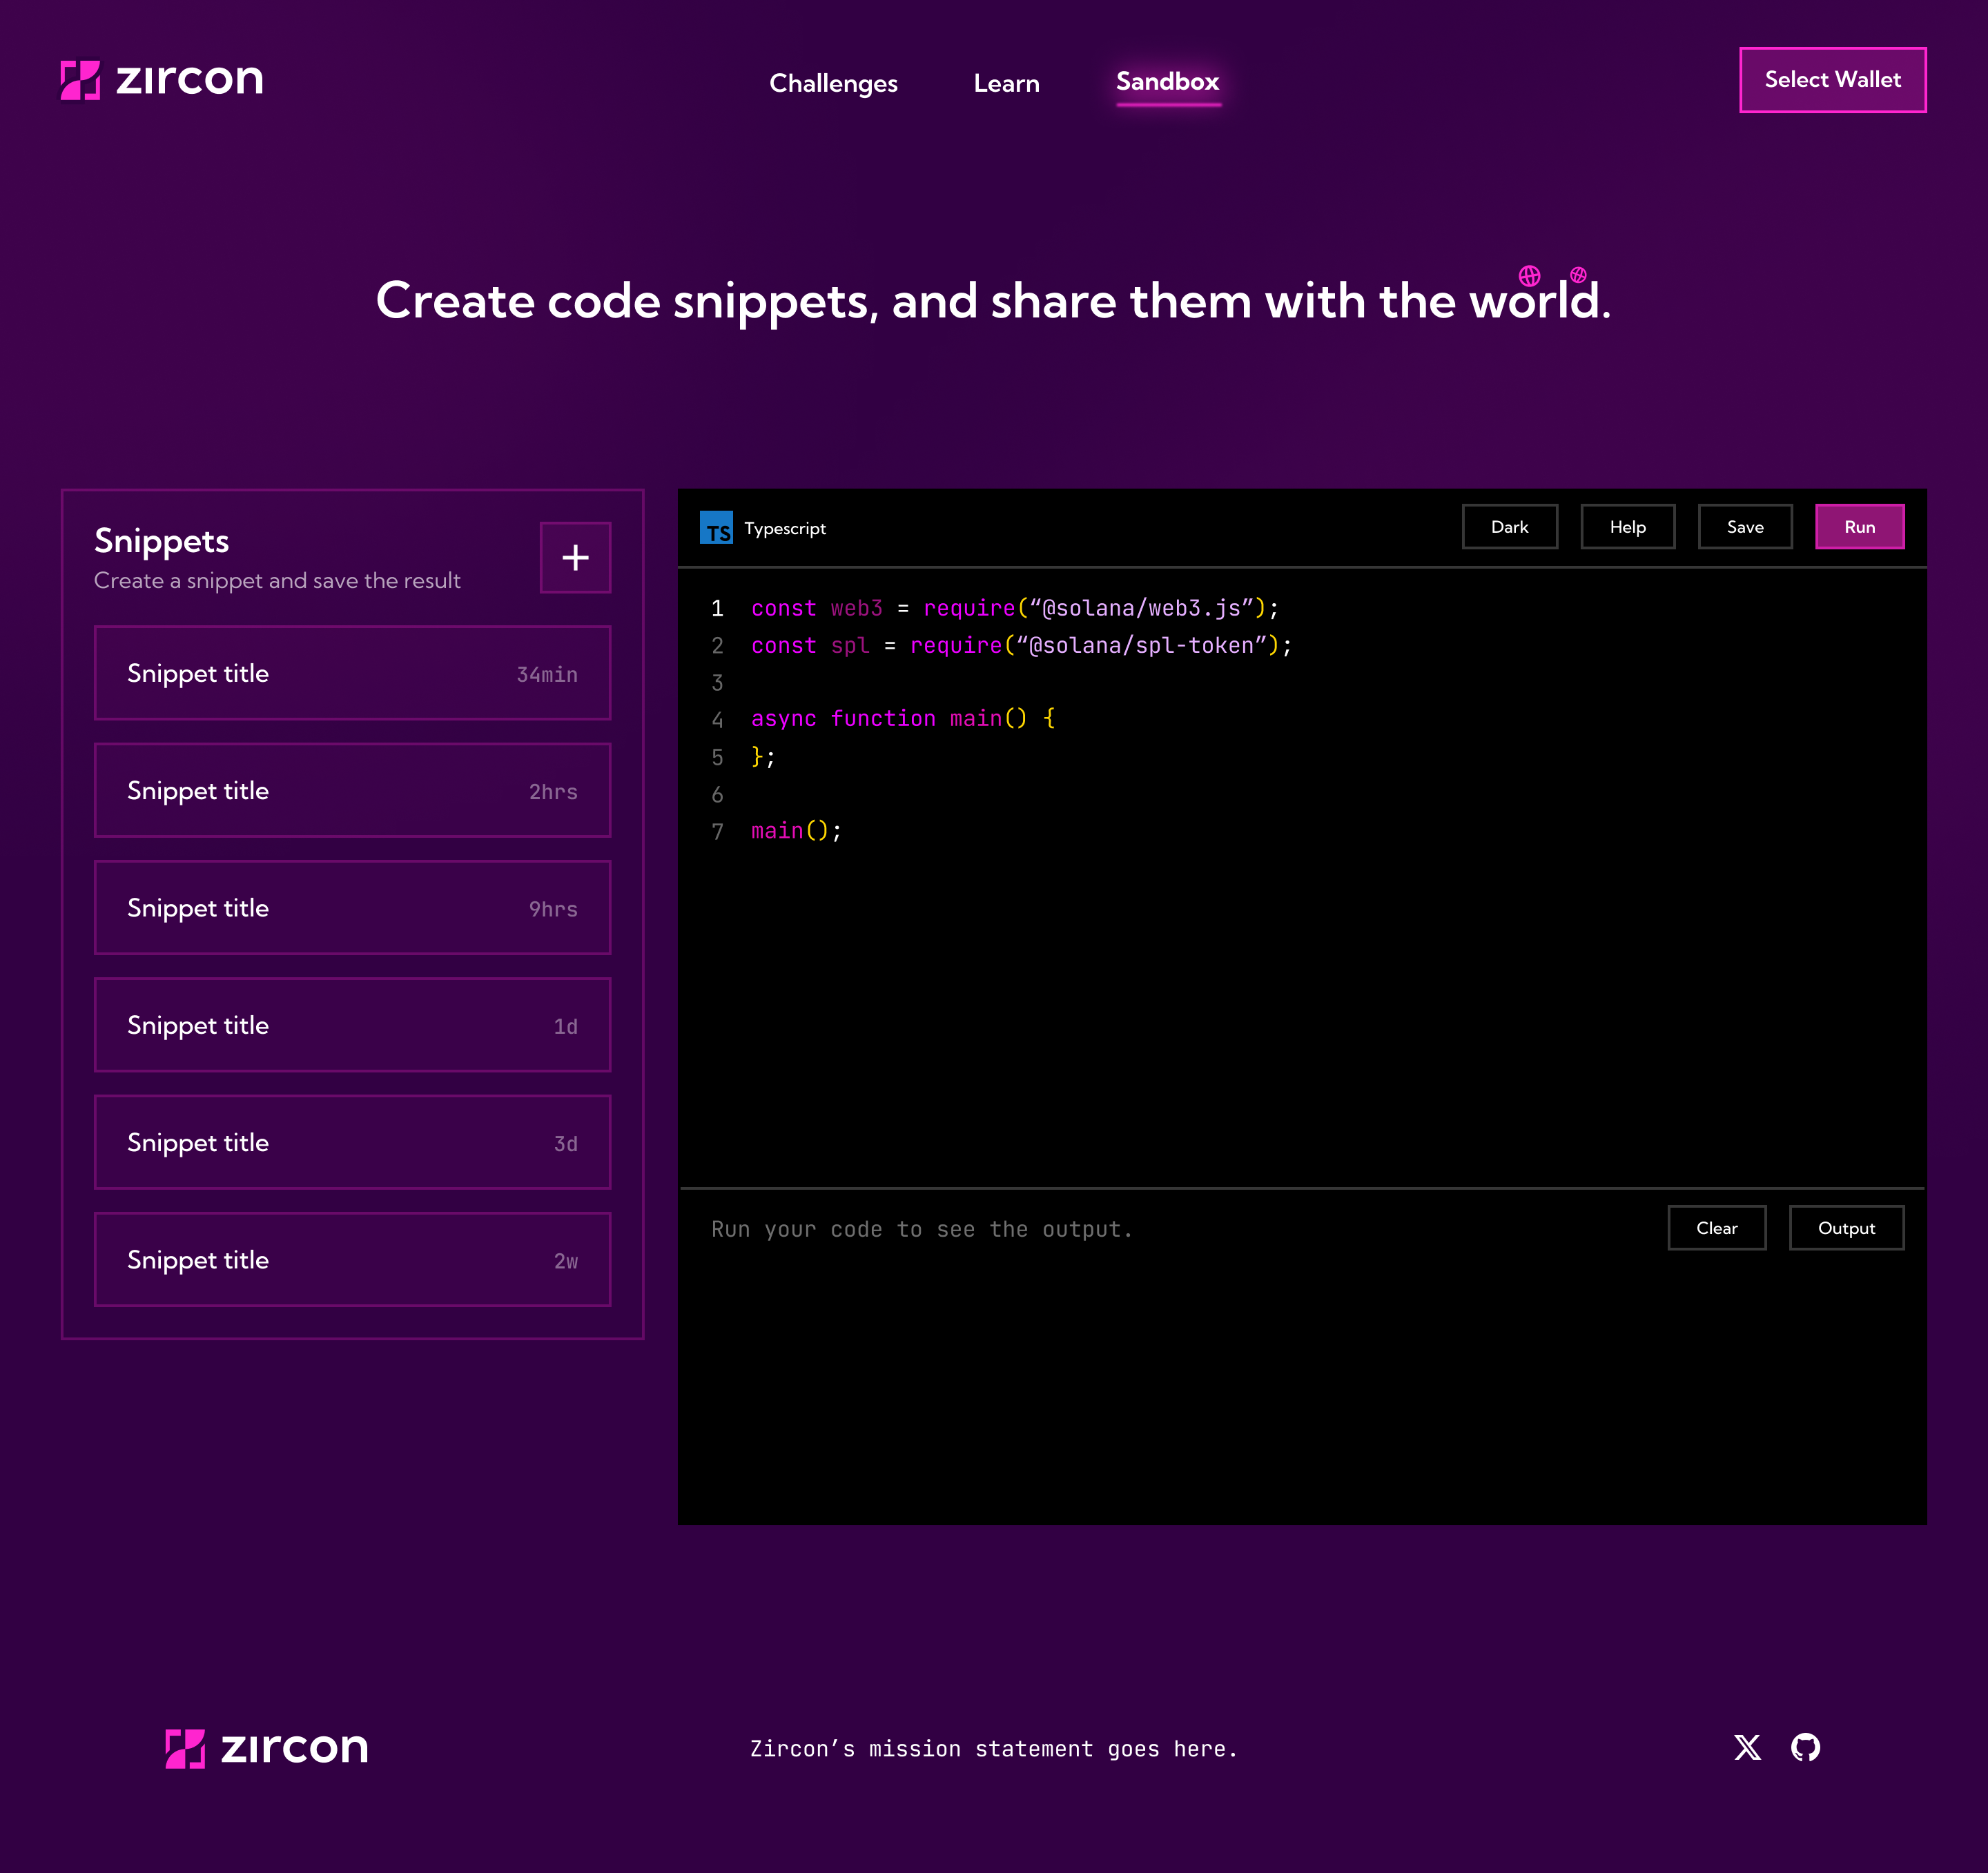 zircon
Challenges Learn Sandbox
Select Wallet
Create code snippets, and share them with the world.
Snippets
Create a snippet and save the result
+
Snippet title 34min
Snippet title 2hrs
Snippet title 9hrs
Snippet title 1d
Snippet title 3d
Snippet title 2w
TS Typescript
Dark Help Save Run
1 const web3 = require(“@solana/web3.js”);
2 const spl = require(“@solana/spl-token”);
3
4 async function main() {
5 };
6
7 main();
Run your code to see the output.
Clear Output
zircon
Zircon’s mission statement goes here.
X